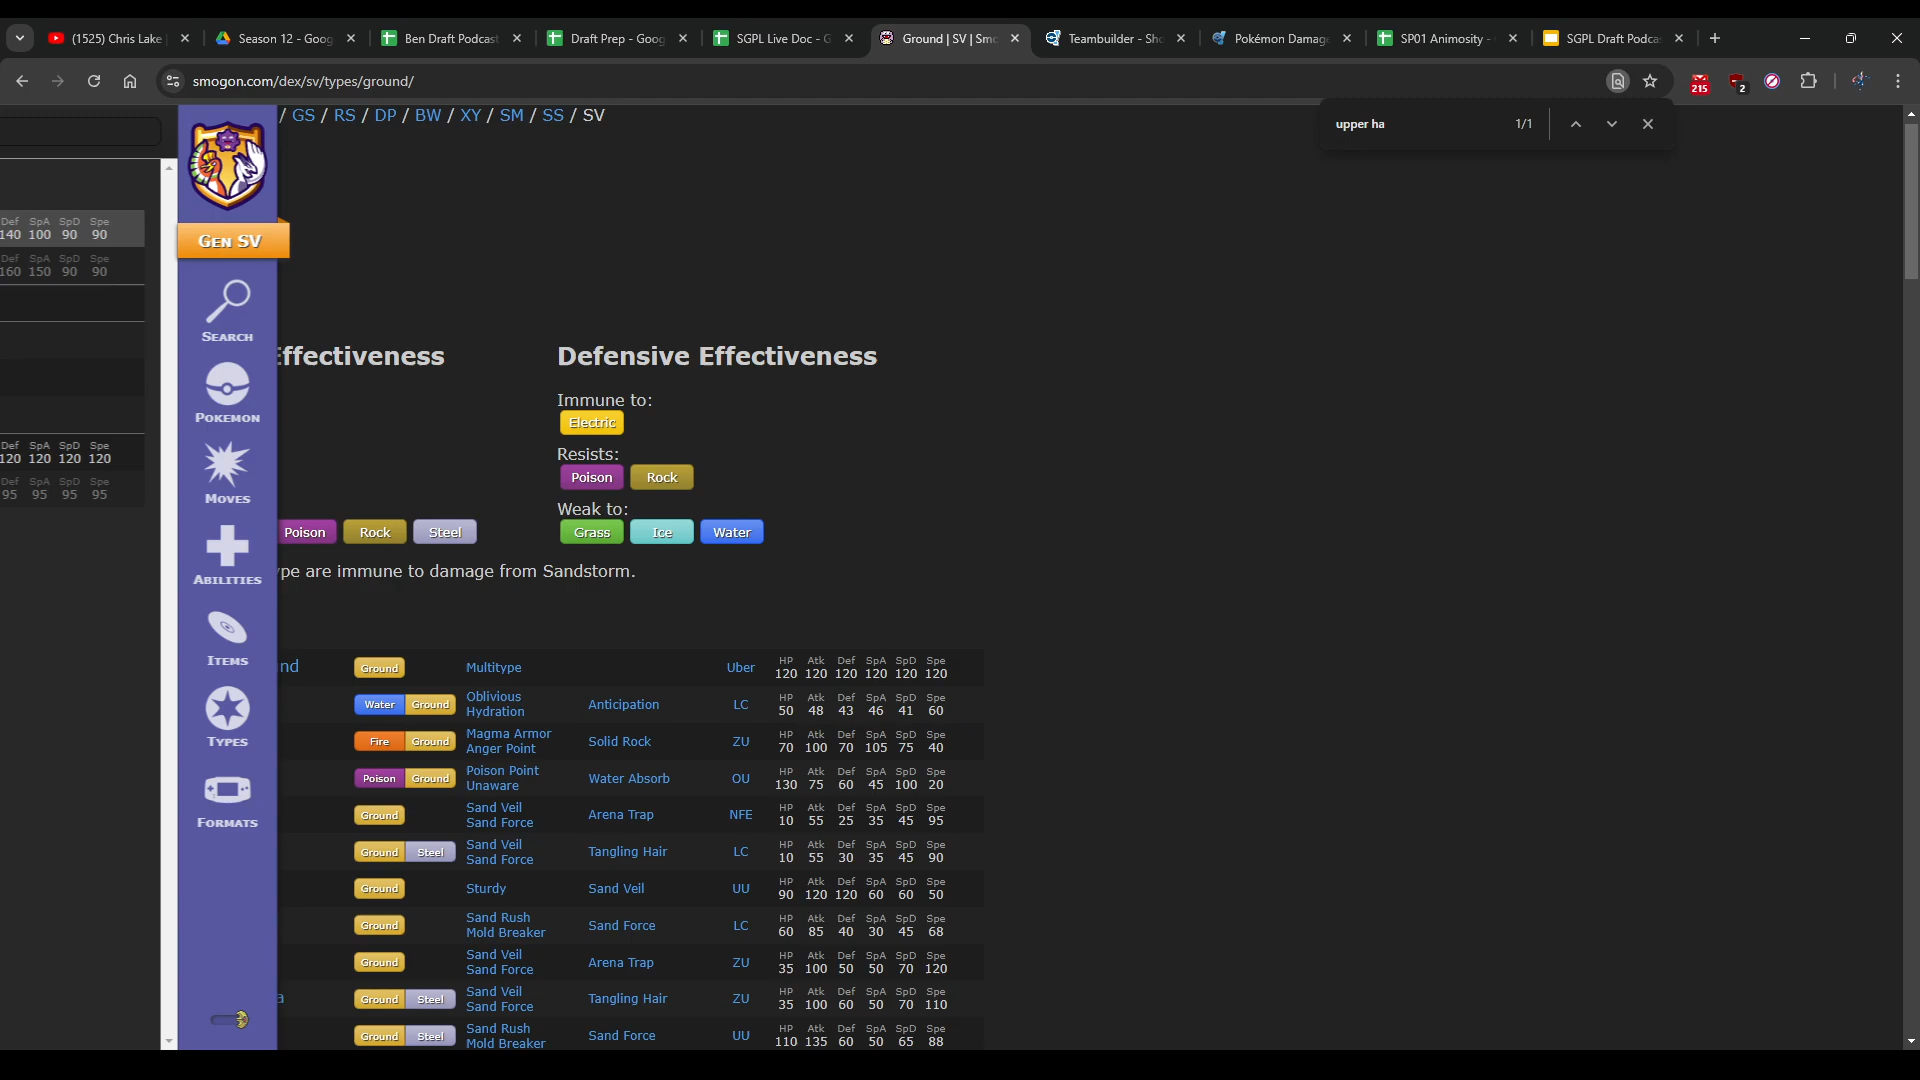 (1525) Chris Lake
Season 12 - Goog
Ben Draft Podcast
Draft Prep - Goog
SGPL Live Doc - G
Ground | SV | Smo
Teambuilder - Sho
Pokémon Damag
SP01 Animosity -
SGPL Draft Podca
smogon.com/dex/sv/types/ground/
215
2
upper ha
1/1
/ GS / RS / DP / BW / XY / SM / SS / SV
Def SpA SpD Spe
140 100 90 90
Def SpA SpD Spe
160 150 90 90
Def SpA SpD Spe
120 120 120 120
Def SpA SpD Spe
95 95 95 95
GEN SV
SEARCH
POKEMON
MOVES
ABILITIES
ITEMS
TYPES
FORMATS
Effectiveness
Poison Rock Steel
ype are immune to damage from Sandstorm.
Defensive Effectiveness
Immune to:
Electric
Resists:
Poison Rock
Weak to:
Grass Ice Water
nd Ground Multitype Uber HP Atk Def SpA SpD Spe
120 120 120 120 120 120
Water Ground Oblivious Hydration Anticipation LC HP Atk Def SpA SpD Spe
50 48 43 46 41 60
Fire Ground Magma Armor Anger Point Solid Rock ZU HP Atk Def SpA SpD Spe
70 100 70 105 75 40
Poison Ground Poison Point Unaware Water Absorb OU HP Atk Def SpA SpD Spe
130 75 60 45 100 20
Ground Sand Veil Sand Force Arena Trap NFE HP Atk Def SpA SpD Spe
10 55 25 35 45 95
Ground Steel Sand Veil Sand Force Tangling Hair LC HP Atk Def SpA SpD Spe
10 55 30 35 45 90
Ground Sturdy Sand Veil UU HP Atk Def SpA SpD Spe
90 120 120 60 60 50
Ground Sand Rush Mold Breaker Sand Force LC HP Atk Def SpA SpD Spe
60 85 40 30 45 68
Ground Sand Veil Sand Force Arena Trap ZU HP Atk Def SpA SpD Spe
35 100 50 50 70 120
a Ground Steel Sand Veil Sand Force Tangling Hair ZU HP Atk Def SpA SpD Spe
35 100 60 50 70 110
Ground Steel Sand Rush Mold Breaker Sand Force UU HP Atk Def SpA SpD Spe
110 135 60 50 65 88